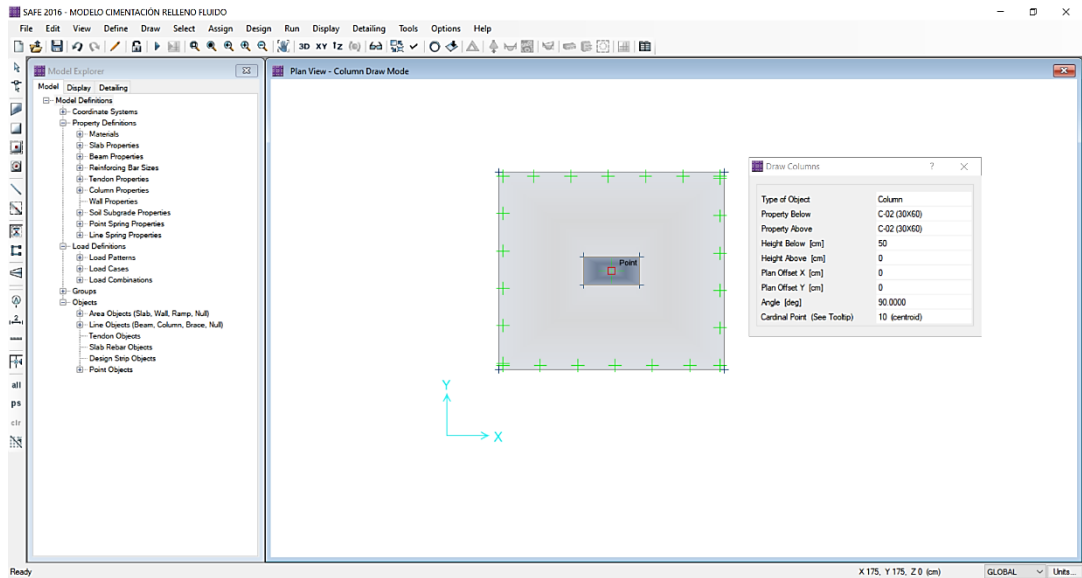 SAFE 2016 - MODELO CIMENTACIÓN RELLENO FLUIDO
File Edit View Define Draw Select Assign Design Run Display Detailing Tools Options Help
3D XY
Model Explorer
Model Display Detailing
Model Definitions
Coordinate Systems
Property Definitions
Materials
Slab Properties
Beam Properties
Reinforcing Bar Sizes
Tendon Properties
Column Properties
Wall Properties
Soil Subgrade Properties
Point Spring Properties
Line Spring Properties
Load Definitions
Load Patterns
Load Cases
Load Combinations
Groups
Objects
Area Objects (Slab, Wall, Ramp, Null)
Line Objects (Beam, Column, Brace, Null)
Tendon Objects
Slab Rebar Objects
Design Strip Objects
Point Objects
all
ps
clr
Plan View - Column Draw Mode
Point
Y
X
Draw Columns ?
Type of Object Column
Property Below C-02 (30X60)
Property Above C-02 (30X60)
Height Below [cm] 50
Height Above [cm] 0
Plan Offset X [cm] 0
Plan Offset Y [cm] 0
Angle [deg] 90.0000
Cardinal Point (See Tooltip) 10 (centroid)
Ready X 175, Y 175, Z 0 (cm) GLOBAL Units...